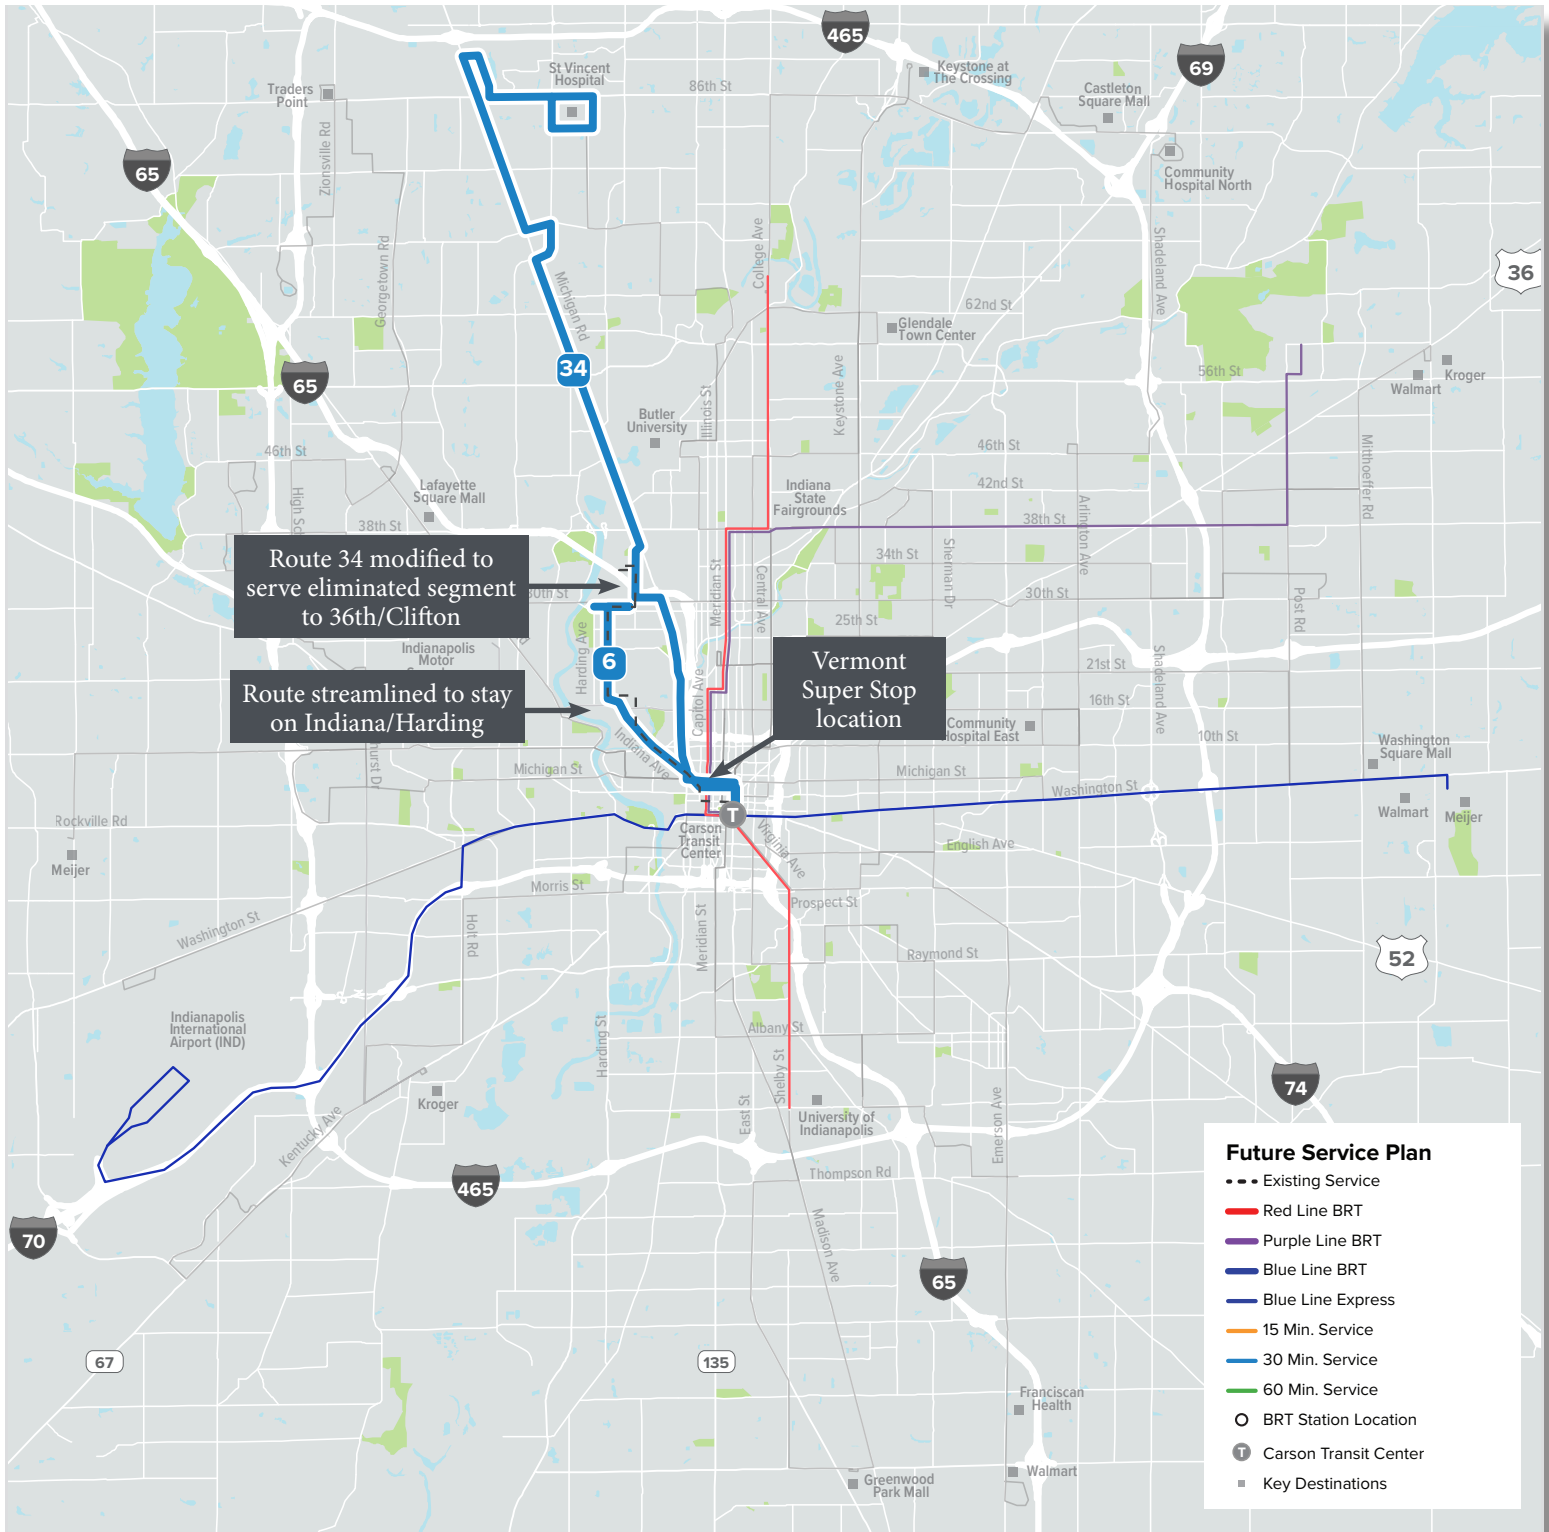 465
69
St Vincent
Hospital
Keystone at
The Crossing
86th St
Traders
Point
Castleton
Square Mall
Zionsville Rd
65
Community
Hospital North
Georgetown Rd
College Ave
Shadeland Ave
36
Michigan Rd
62nd St
Glendale
Town Center
34
65
56th St
Walmart
Kroger
Illinois St
Keystone Ave
Butler
University
46th St
46th St
Mitthoeffer Rd
Lafayette
Square Mall
High Sc
42nd St
Indiana
State
Fairgrounds
Arlington Ave
38th St
38th St
Route 34 modified to
serve eliminated segment
to 36th/Clifton
34th St
Sherman Dr
Meridian St
Central Ave
30th St
30th St
Post Rd
25th St
Indianapolis
Motor
Harding Ave
6
Vermont
Super Stop
location
21st St
Shadeland Ave
Route streamlined to stay
on Indiana/Harding
Capitol Ave
16th St
Community
Hospital East
10th St
Washington
Square Mall
Indiana Ave
hurst Dr
Michigan St
Michigan St
Washington St
Walmart
Meijer
Rockville Rd
T
Carson
Transit
Center
Virginia Ave
English Ave
Meijer
Morris St
Prospect St
Washington St
Holt Rd
Meridian St
Raymond St
52
Indianapolis
International
Airport (IND)
Harding St
Albany St
Shelby St
Kroger
74
East St
University of
Indianapolis
Emerson Ave
Kentucky Ave
Thompson Rd
465
70
Madison Ave
65
67
135
Franciscan
Health
Walmart
Greenwood
Park Mall
Future Service Plan
Existing Service
Red Line BRT
Purple Line BRT
Blue Line BRT
Blue Line Express
15 Min. Service
30 Min. Service
60 Min. Service
BRT Station Location
T Carson Transit Center
Key Destinations